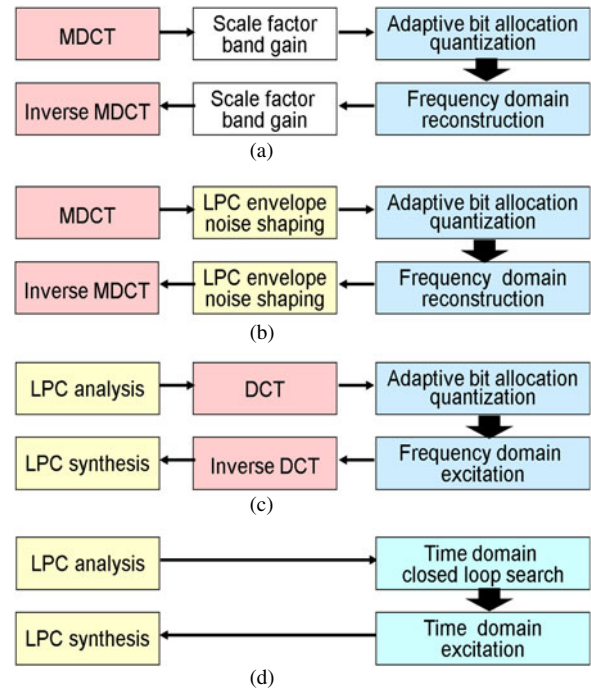 MDCT
Scale factor
band gain
Adaptive bit allocation
quantization
Inverse MDCT
Scale factor
band gain
Frequency domain
reconstruction
(a)
MDCT
LPC envelope
noise shaping
Adaptive bit allocation
quantization
Inverse MDCT
LPC envelope
noise shaping
Frequency domain
reconstruction
(b)
LPC analysis
DCT
Adaptive bit allocation
quantization
LPC synthesis
Inverse DCT
Frequency domain
excitation
(c)
LPC analysis
Time domain
closed loop search
LPC synthesis
Time domain
excitation
(d)